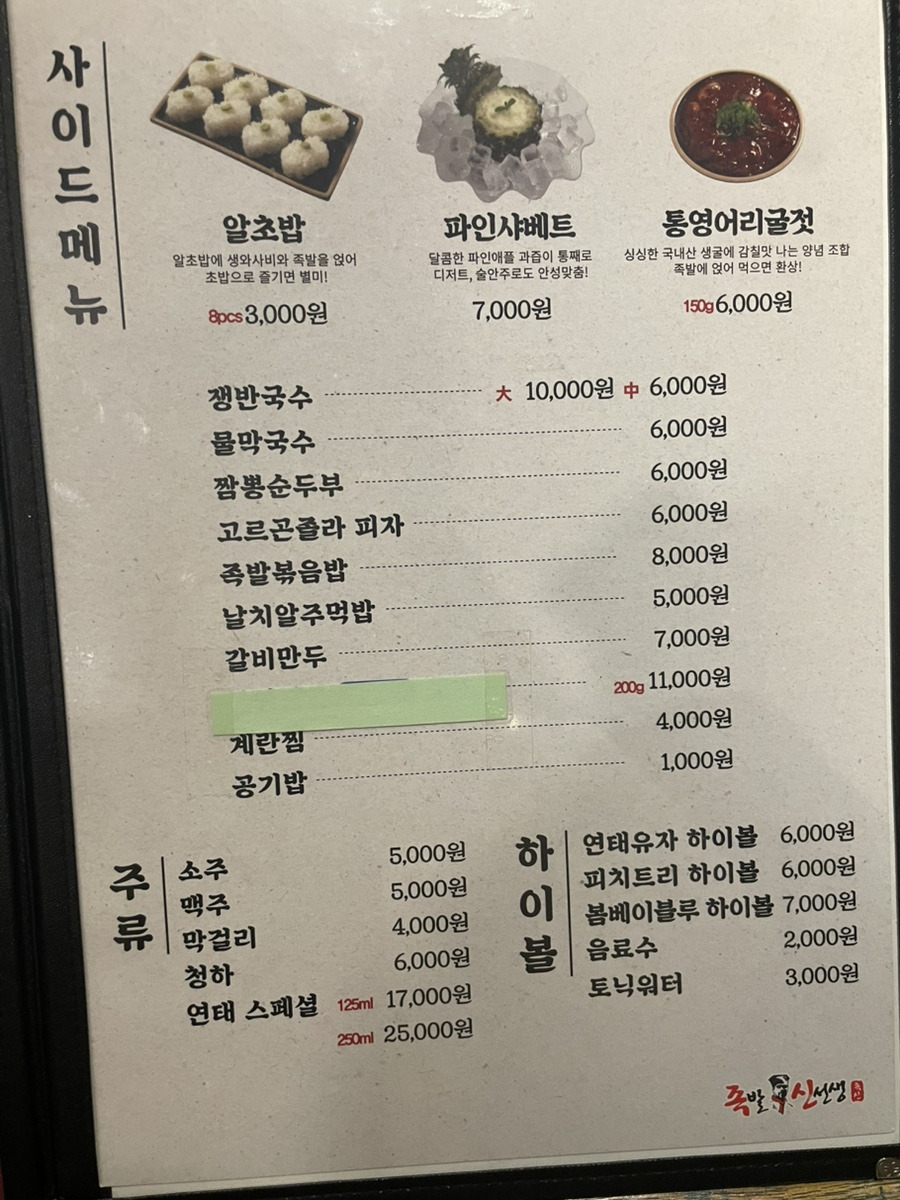 사이드메뉴
알초밥
알초밥에 생와사비와 족발을 얹어
초밥으로 즐기면 별미!
8pcs 3,000원
파인샤베트
달콤한 파인애플 과즙이 통째로
디저트, 술안주로도 안성맞춤!
7,000원
통영어리굴젓
싱싱한 국내산 생굴에 감칠맛 나는 양념 조합
족발에 얹어 먹으면 환상!
150g 6,000원
쟁반국수 大 10,000원 中 6,000원
물막국수 6,000원
짬뽕순두부 6,000원
고르곤졸라 피자 6,000원
족발볶음밥 8,000원
날치알주먹밥 5,000원
갈비만두 7,000원
200g 11,000원
계란찜 4,000원
공기밥 1,000원
주류
소주 5,000원
맥주 5,000원
막걸리 4,000원
청하 6,000원
연태 스페셜 125ml 17,000원
250ml 25,000원
하이볼
연태유자 하이볼 6,000원
피치트리 하이볼 6,000원
봄베이블루 하이볼 7,000원
음료수 2,000원
토닉워터 3,000원
족발신선생